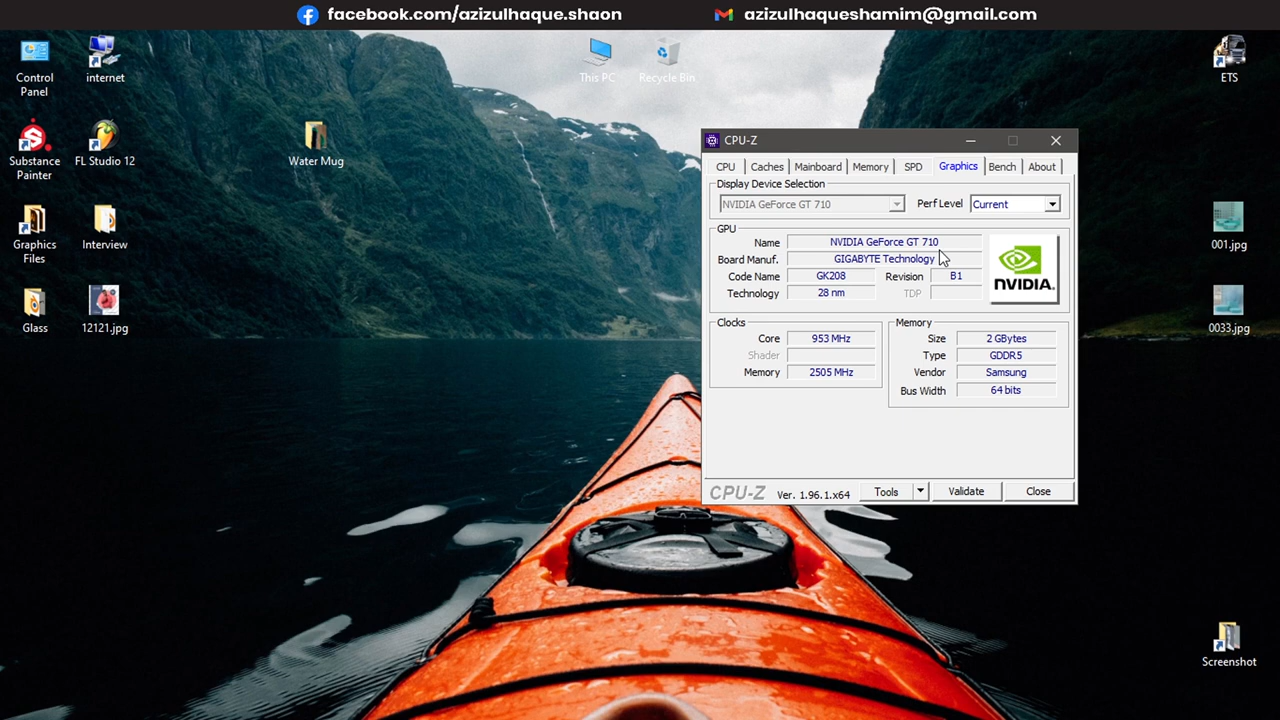 facebook.com/azizulhaque.shaon
azizulhaqueshamim@gmail.com
Control Panel
internet
This PC
Recycle Bin
ETS
Substance Painter
FL Studio 12
Water Mug
Graphics Files
Interview
001.jpg
Glass
12121.jpg
0033.jpg
Screenshot
CPU-Z
CPU Caches Mainboard Memory SPD Graphics Bench About
Display Device Selection
NVIDIA GeForce GT 710 Perf Level Current
GPU
Name NVIDIA GeForce GT 710
Board Manuf. GIGABYTE Technology
Code Name GK208 Revision B1
Technology 28 nm TDP
NVIDIA.
Clocks
Core 953 MHz
Shader
Memory 2505 MHz
Memory
Size 2 GBytes
Type GDDR5
Vendor Samsung
Bus Width 64 bits
CPU-Z Ver. 1.96.1.x64 Tools Validate Close